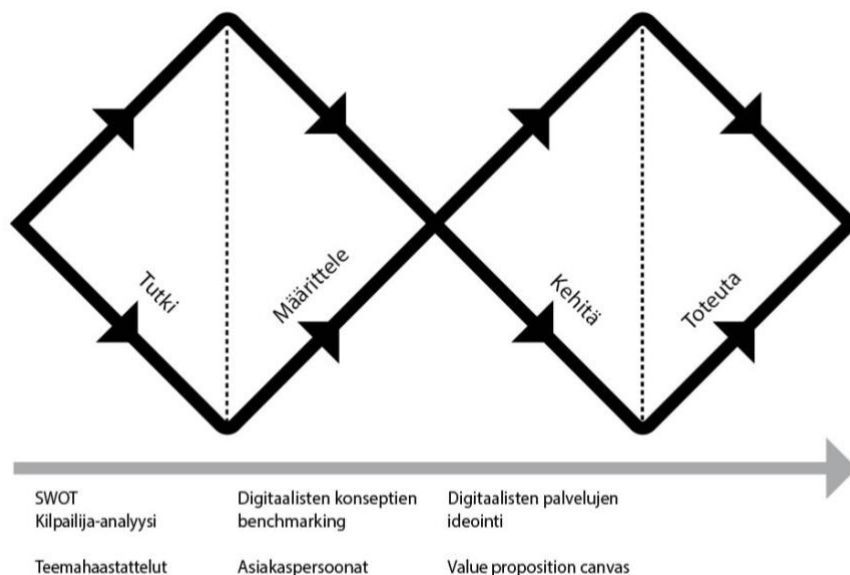 Tutki
Määrittele
Kehitä
Toteuta
SWOT
Kilpailija-analyysi
Teemahaastattelut
Digitaalisten konseptien
benchmarking
Asiakaspersoonat
Digitaalisten palvelujen
ideointi
Value proposition canvas